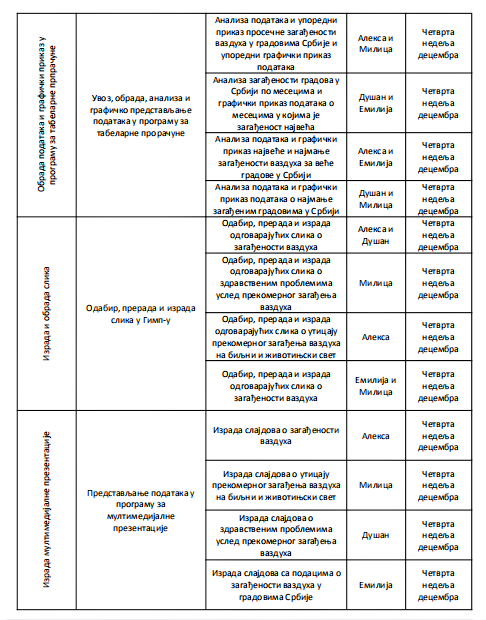 Обрада података и графички приказ у
програму за табеларне прпрачуне
Увоз, обрада, анализа и
графичко представљање
података у програму за
табеларне прорачуне
Анализа података и упоредни
приказ просечне загађености
ваздуха у градовима Србије и
упоредни графички приказ
података
Алекса и
Милица
Четврта
недеља
децембра
Анализа загађености градова у
Србији по месецима и
графички приказ података о
месецима у којима је
загађеност највећа
Душан и
Емилија
Четврта
недеља
децембра
Анализа података и графички
приказ највеће и најмање
загађености ваздуха за веће
градове у Србији
Алекса и
Емилија
Четврта
недеља
децембра
Анализа података и графички
приказ података о најмање
загађеним градовима у Србији
Душан и
Милица
Четврта
недеља
децембра
Израда и обрада слика
Одабир, прерада и израда
слика у Гимп-у
Одабир, прерада и израда
одговарајућих слика о
загађености ваздуха
Алекса и
Душан
Четврта
недеља
децембра
Одабир, прерада и израда
одговарајућих слика о
здравственим проблемима
услед прекомерног загађења
ваздуха
Милица
Четврта
недеља
децембра
Одабир, прерада и израда
одговарајућих слика о утицају
прекомерног загађења ваздуха
на биљни и животињски свет
Алекса
Четврта
недеља
децембра
Одабир, прерада и израда
одговарајућих слика о
загађености ваздуха
Емилија и
Милица
Четврта
недеља
децембра
Израда мултимедијалне презентације
Представљање података у
програму за
мултимедијалне
презентације
Израда слајдова о загађености
ваздуха
Алекса
Четврта
недеља
децембра
Израда слајдова о утицају
прекомерног загађења ваздуха
на биљни и животињски свет
Милица
Четврта
недеља
децембра
Израда слајдова о
здравственим проблемима
услед прекомерног загађења
ваздуха
Душан
Четврта
недеља
децембра
Израда слајдова са подацима о
загађености ваздуха у
градовима Србије
Емилија
Четврта
недеља
децембра